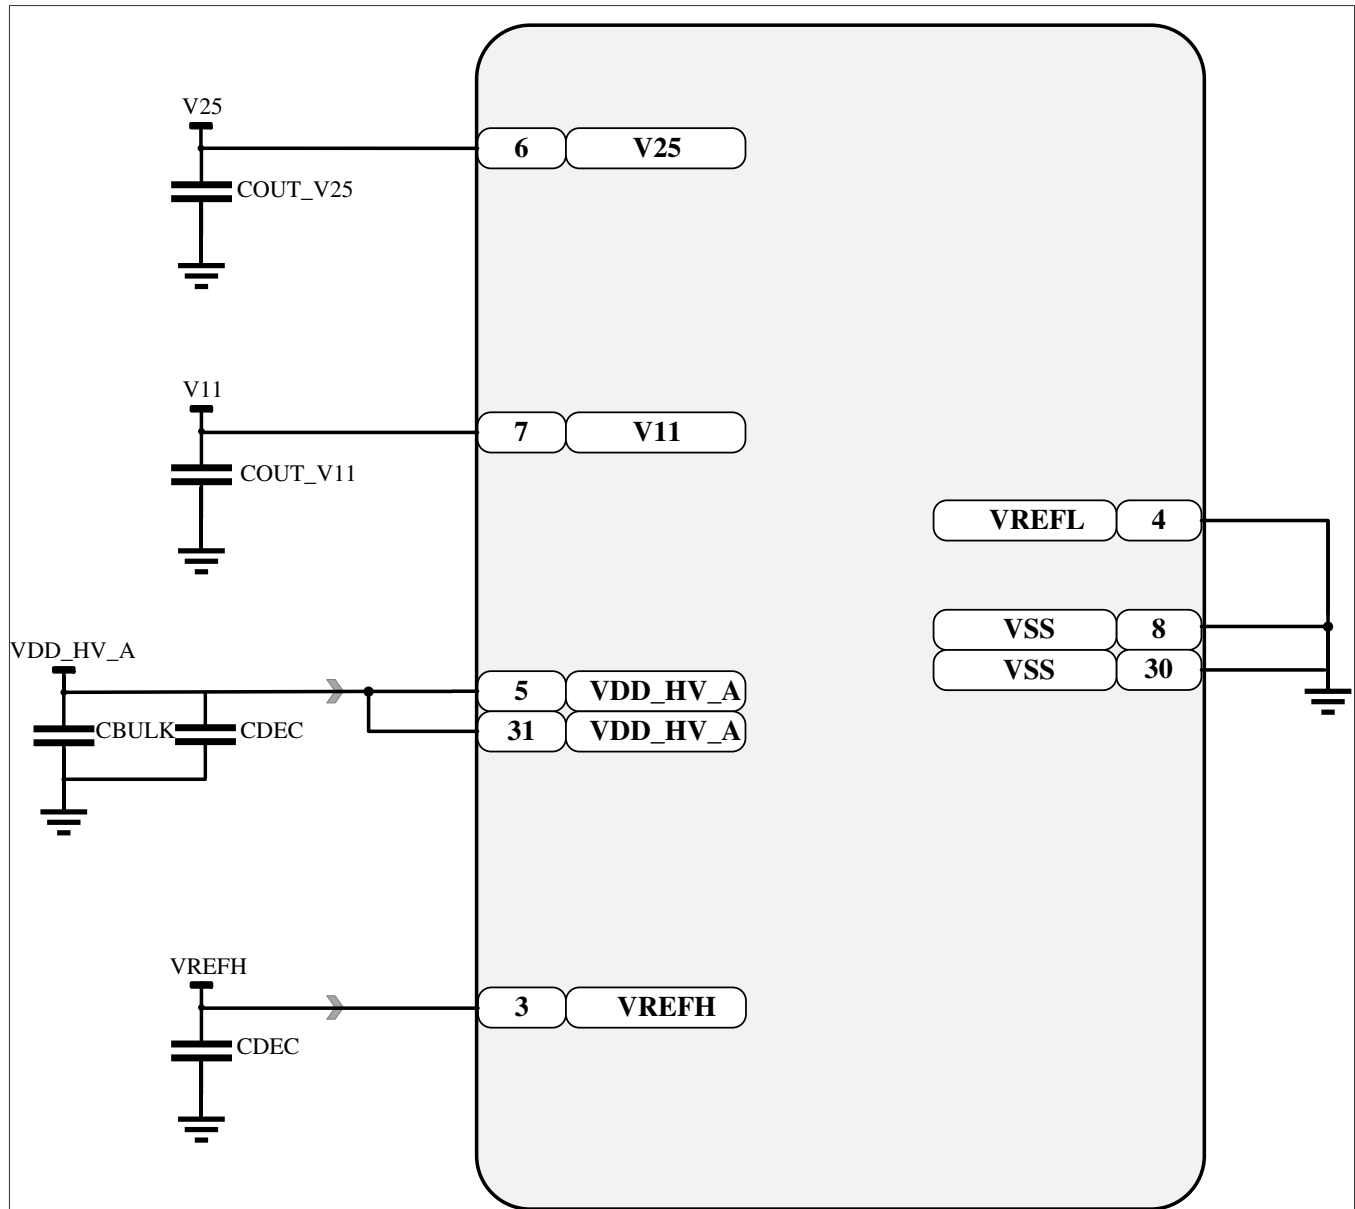 V25
6 V25
COUT_V25
V11
7 V11
COUT_V11
VREFL 4
VSS 8
VSS 30
VDD_HV_A
5 VDD_HV_A
31 VDD_HV_A
CBULK CDEC
VREFH
3 VREFH
CDEC